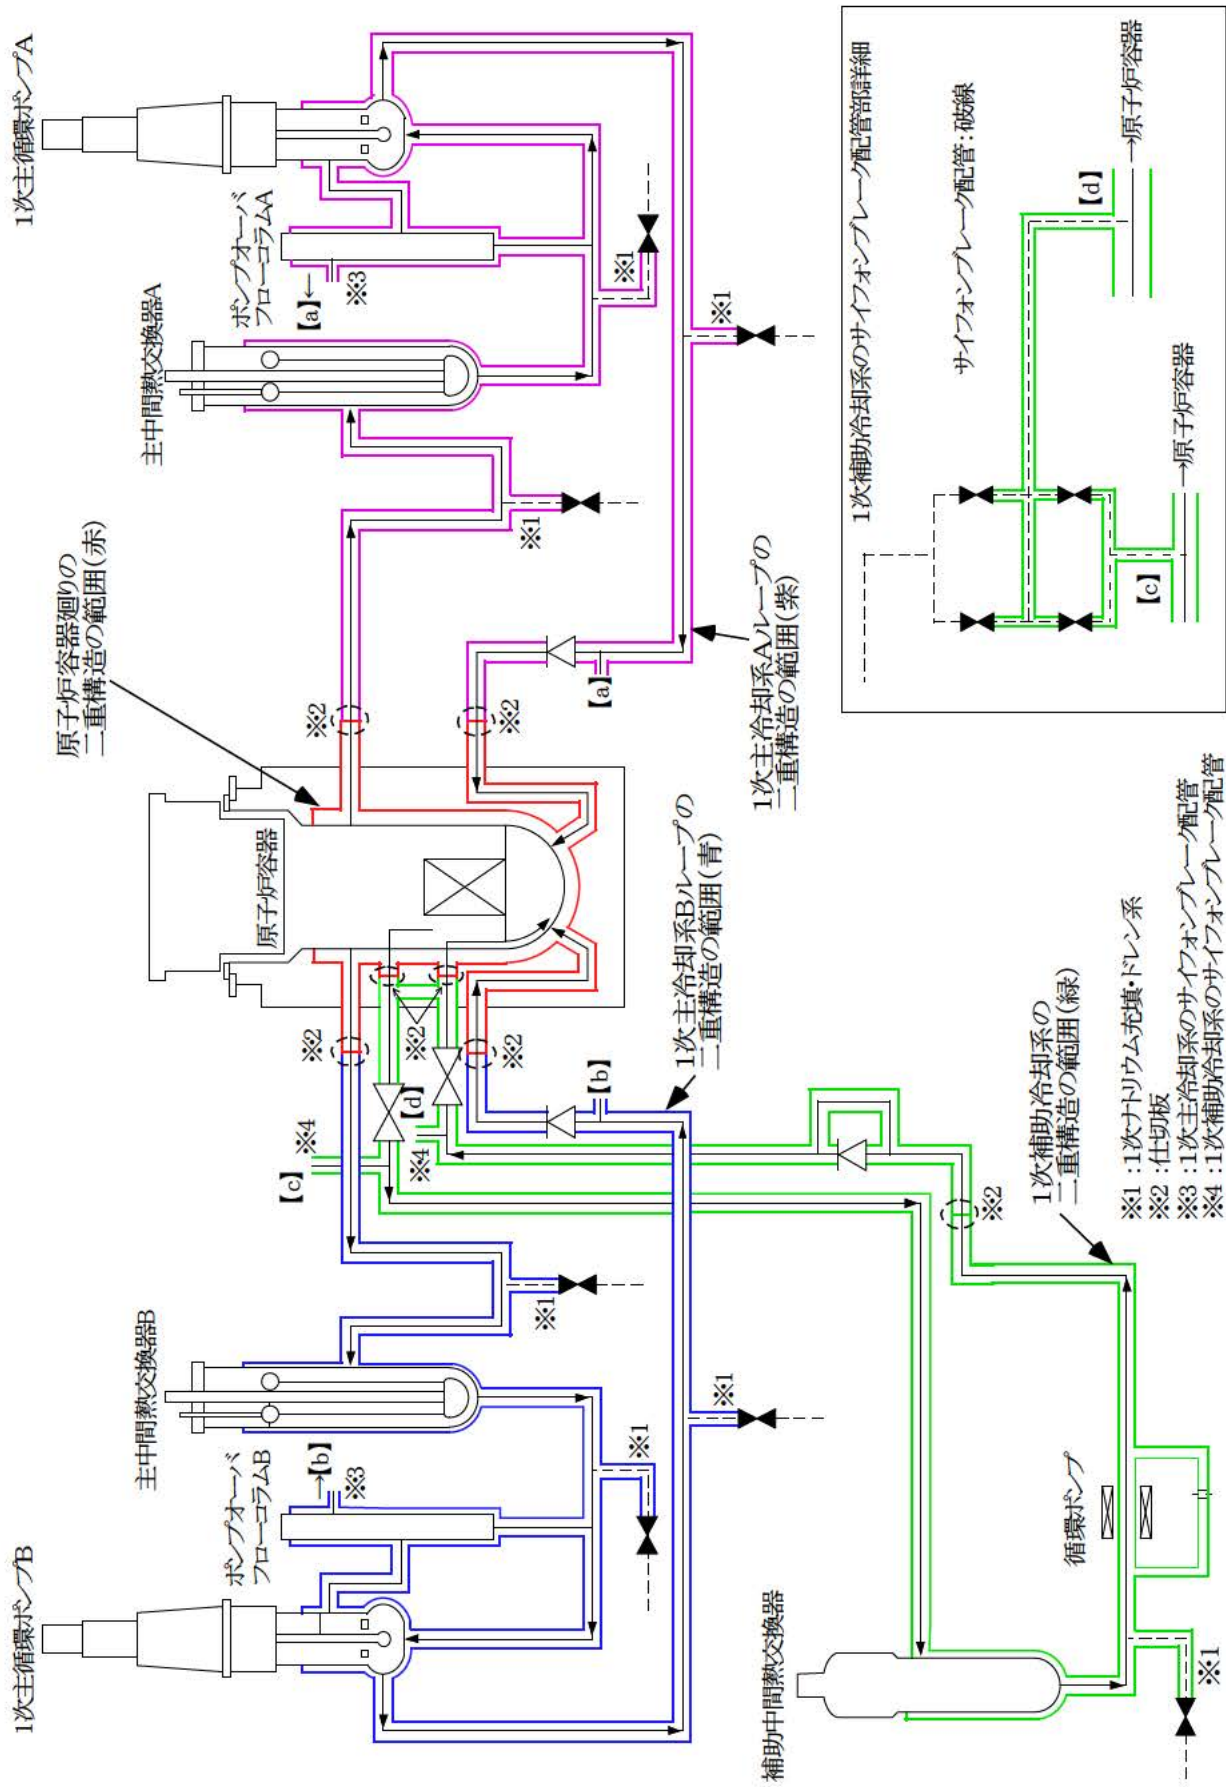 1次主循環ポンプB
ポンプオーバ
フローコラムB
→【b】
※3
主中間熱交換器B
※1
※1
※1
【c】
※4
※4
【d】
※2
※2
※2
【b】
原子炉容器
原子炉容器廻りの
二重構造の範囲(赤)
※2
※2
1次主冷却系Bループの
二重構造の範囲(青)
※1
主中間熱交換器A
ポンプオーバ
フローコラムA
【a】←
※3
※1
※1
1次主循環ポンプA
【a】
1次主冷却系Aループの
二重構造の範囲(紫)
補助中間熱交換器
※1
循環ポンプ
※2
1次補助冷却系の
二重構造の範囲(緑)
※1 :1次ナトリウム充填・ドレン系
※2 :仕切板
※3 :1次主冷却系のサイフォンブレーク配管
※4 :1次補助冷却系のサイフォンブレーク配管
1次補助冷却系のサイフォンブレーク配管部詳細
サイフォンブレーク配管:破線
【c】
→原子炉容器
【d】
→原子炉容器